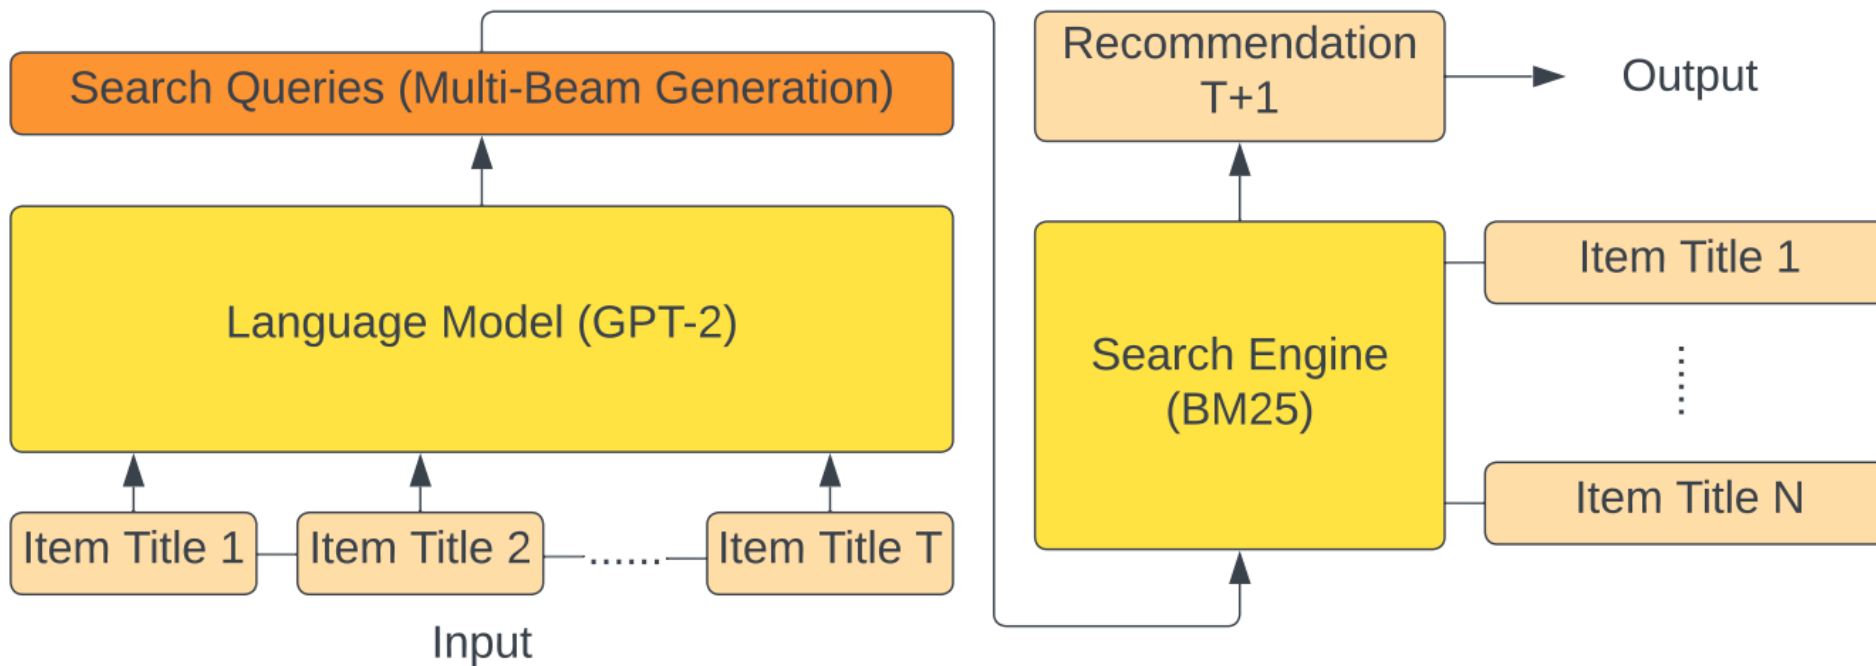 Search Queries (Multi-Beam Generation)
Language Model (GPT-2)
Item Title 1
Item Title 2
......
Item Title T
Input
Recommendation
T+1
Output
Search Engine
(BM25)
Item Title 1
......
Item Title N